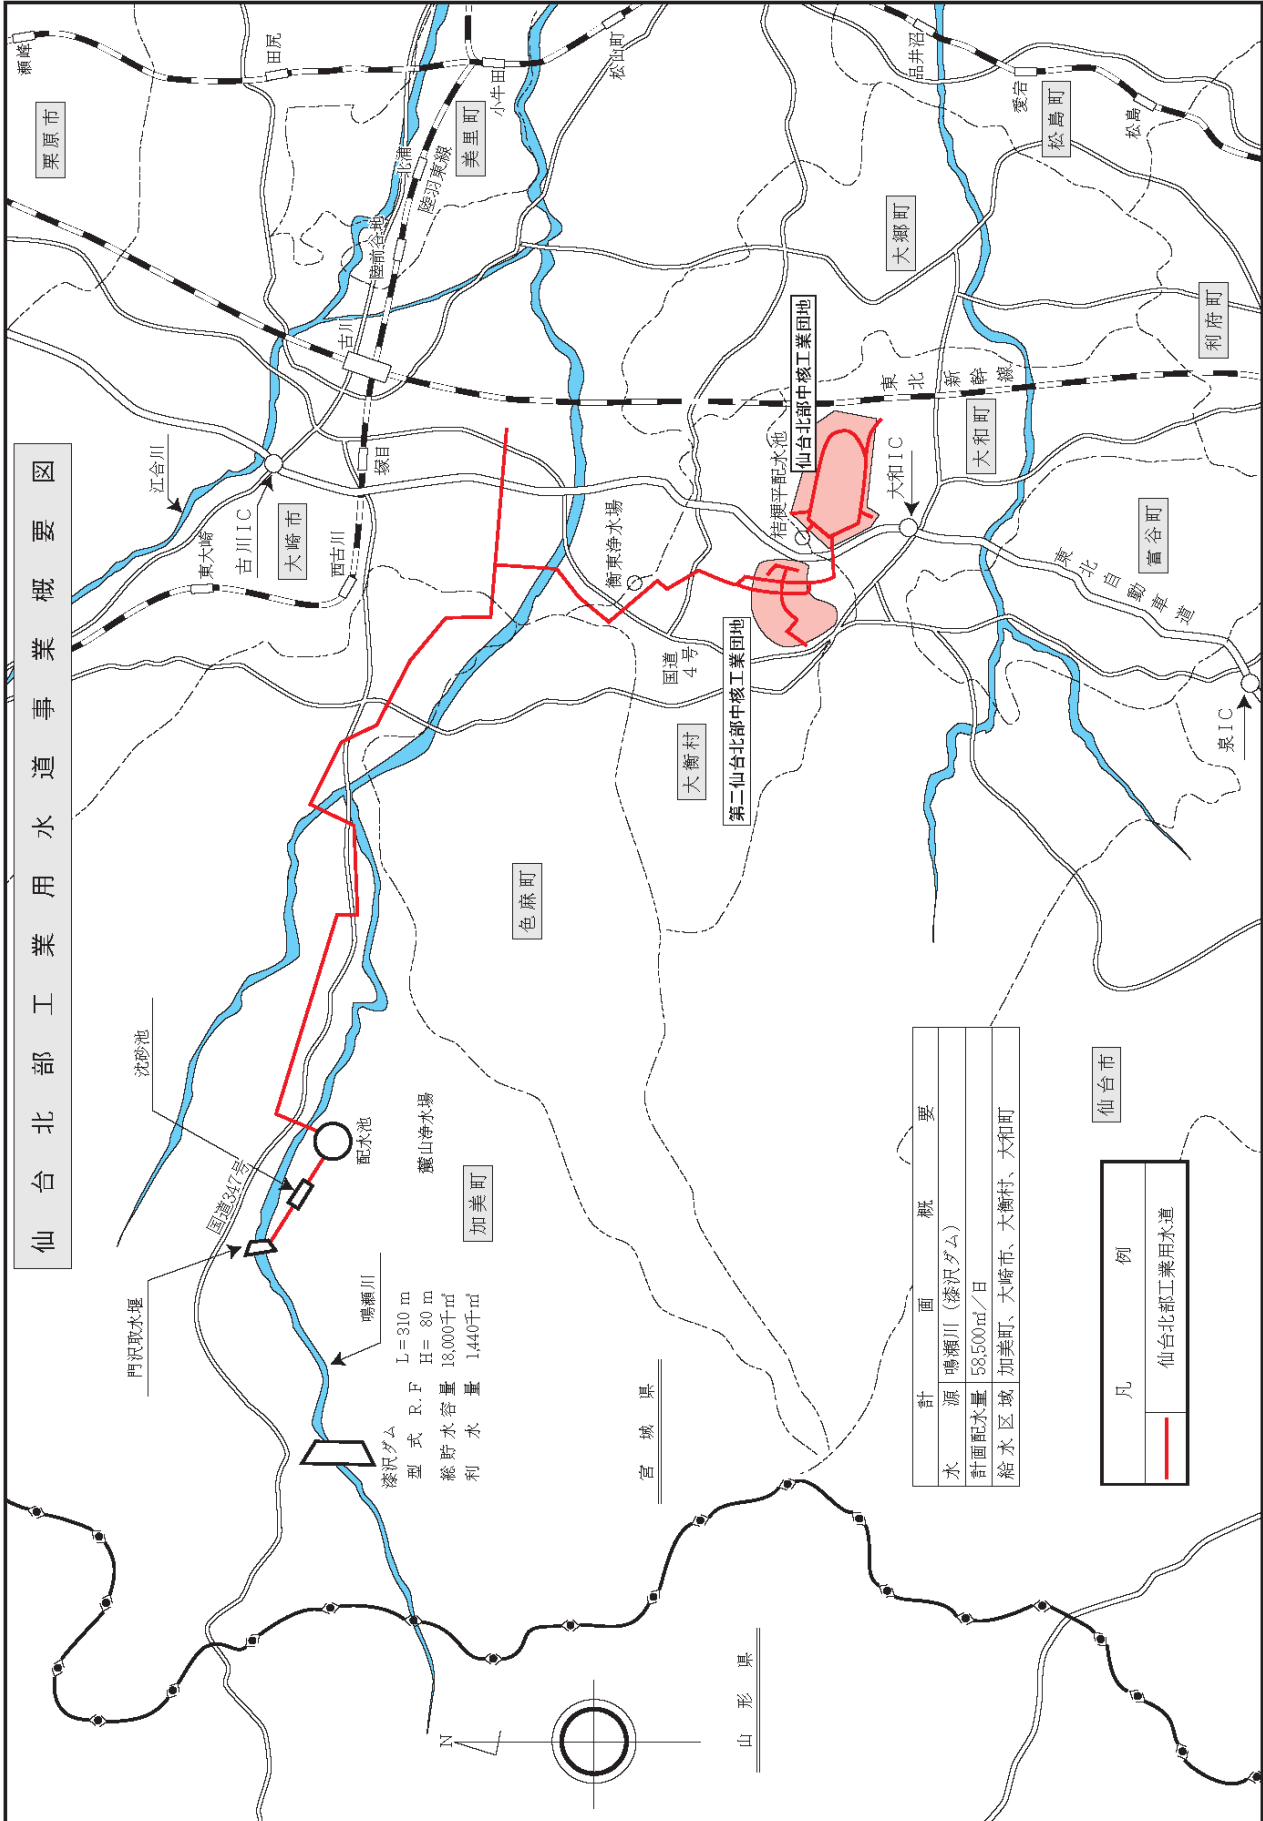 仙台北部工業用水道事業概要図
門沢取水堰
沈砂池
国道347号
鳴瀬川
漆沢ダム
型式 R.F L=310m
H= 80m
総貯水容量 18,000千㎥
利水量 1,440千㎥
配水池
麓山浄水場
加美町
色麻町
大衡村
仙台市
宮城県
山形県
N
江合川
東大崎
古川IC
大崎市
西古川
塚目
古川
陸前谷地
北浦
陸羽東線
美里町
小牛田
松山町
田尻
瀬峰
栗原市
衡東浄水場
国道
4号
桔梗平配水池
仙台北部中核工業団地
第二仙台北部中核工業団地
大和IC
東北新幹線
大和町
大郷町
品井沼
愛宕
松島町
松島
利府町
富谷町
東北自動車道
泉IC
計画概要
水源 鳴瀬川(漆沢ダム)
計画配水量 58,500㎥/日
給水区域 加美町、大崎市、大衡村、大和町
凡例
仙台北部工業用水道